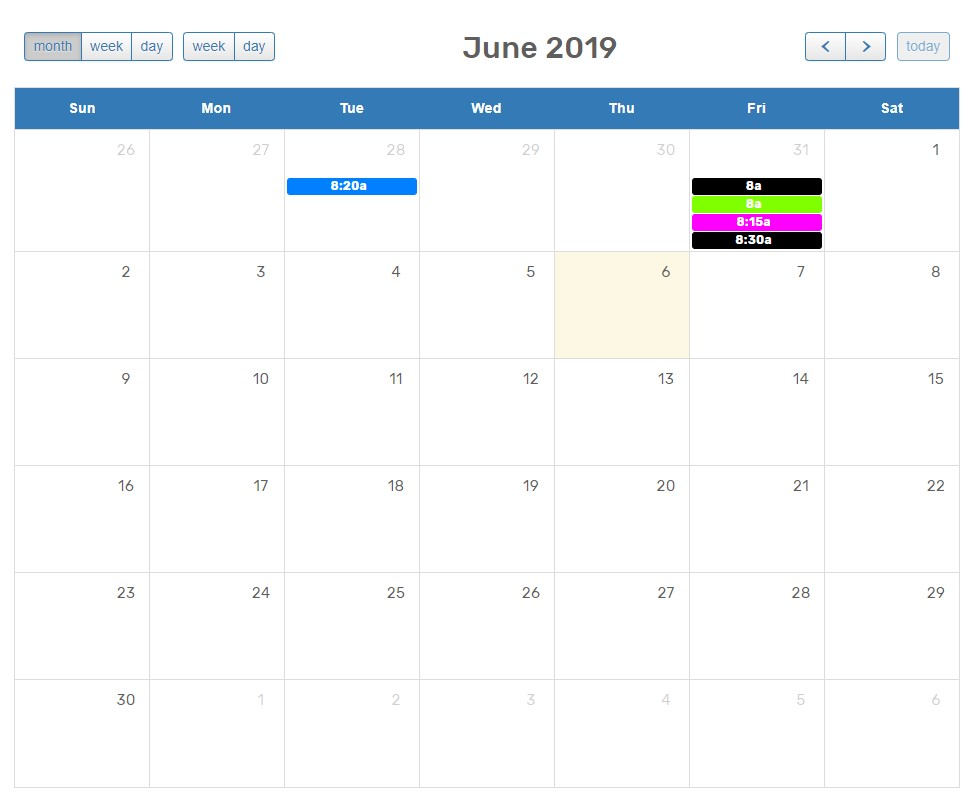 month week day week day June 2019 today
Sun Mon Tue Wed Thu Fri Sat
26 27 28 29 30 31 1
8:20a 8a
8a
8:15a
8:30a
2 3 4 5 6 7 8
9 10 11 12 13 14 15
16 17 18 19 20 21 22
23 24 25 26 27 28 29
30 1 2 3 4 5 6